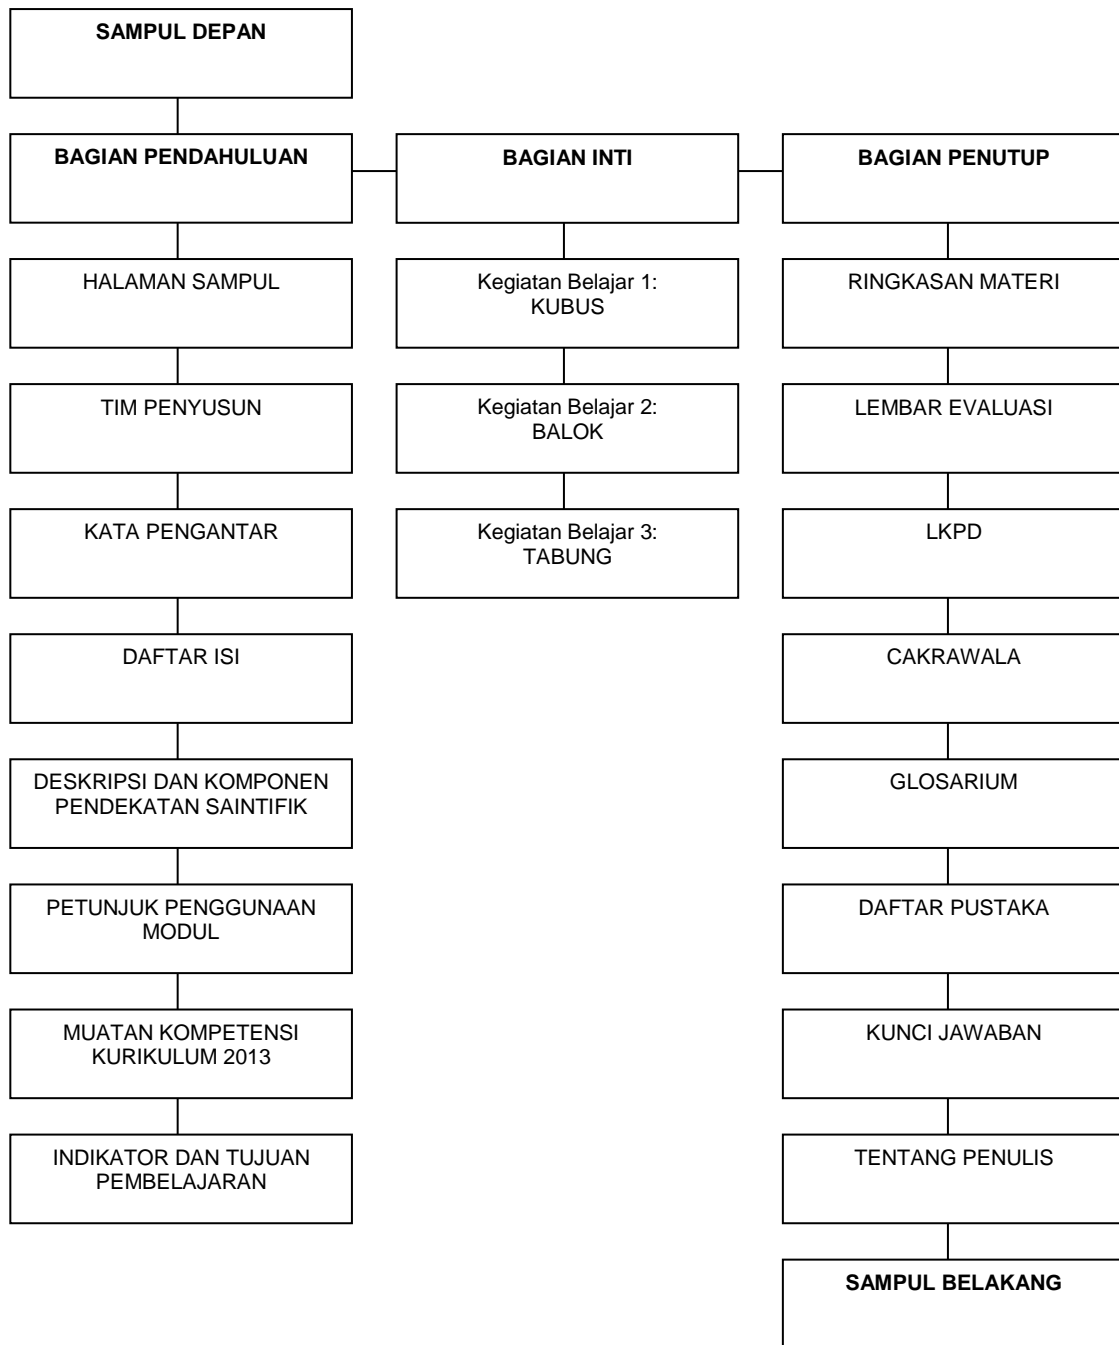 SAMPUL DEPAN
BAGIAN PENDAHULUAN
HALAMAN SAMPUL
TIM PENYUSUN
KATA PENGANTAR
DAFTAR ISI
DESKRIPSI DAN KOMPONEN
PENDEKATAN SAINTIFIK
PETUNJUK PENGGUNAAN
MODUL
MUATAN KOMPETENSI
KURIKULUM 2013
INDIKATOR DAN TUJUAN
PEMBELAJARAN
BAGIAN INTI
Kegiatan Belajar 1:
KUBUS
Kegiatan Belajar 2:
BALOK
Kegiatan Belajar 3:
TABUNG
BAGIAN PENUTUP
RINGKASAN MATERI
LEMBAR EVALUASI
LKPD
CAKRAWALA
GLOSARIUM
DAFTAR PUSTAKA
KUNCI JAWABAN
TENTANG PENULIS
SAMPUL BELAKANG